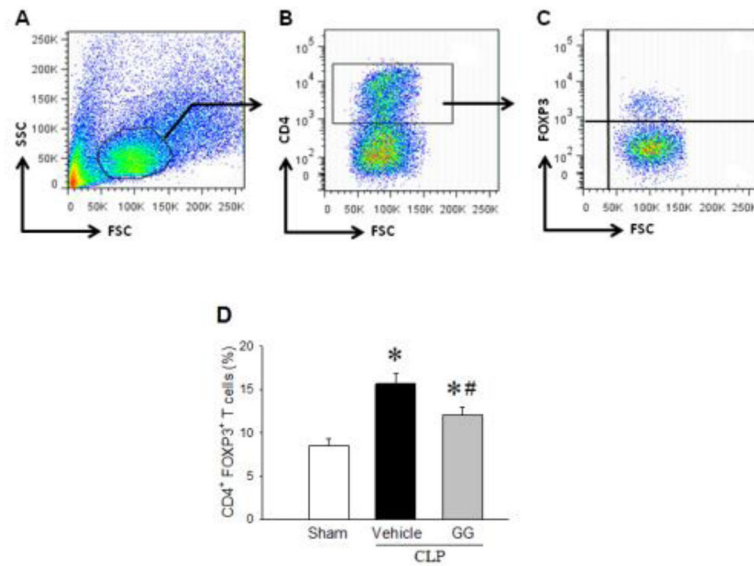 A
B
C
SSC
250K
200K
150K
100K
50K
0
0 50K 100K 150K 200K 250K
FSC
CD4
10^5
10^4
10^3
10^2
0
0 50K 100K 150K 200K 250K
FSC
FOXP3
10^5
10^4
10^3
10^2
0
0 50K 100K 150K 200K 250K
FSC
D
CD4⁺ FOXP3⁺ T cells (%)
20
15
10
5
0
*
*#
Sham Vehicle GG
CLP